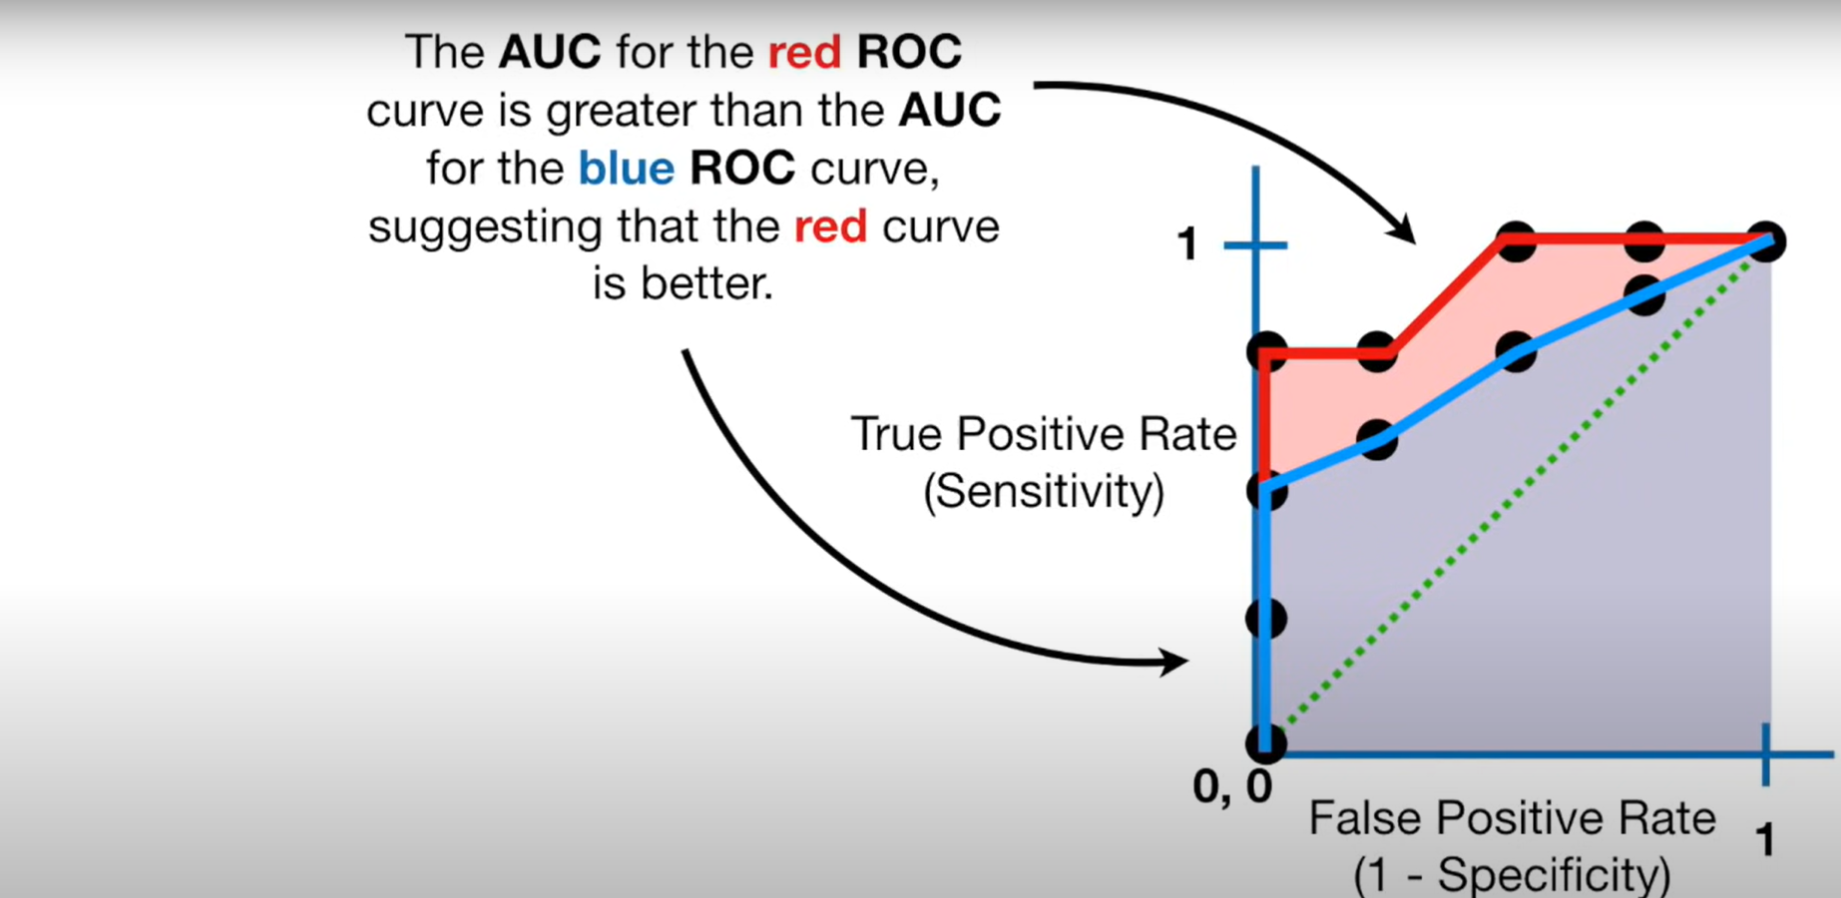 The AUC for the red ROC
curve is greater than the AUC
for the blue ROC curve,
suggesting that the red curve
is better.
1
True Positive Rate
(Sensitivity)
0, 0
False Positive Rate
(1 - Specificity)
1